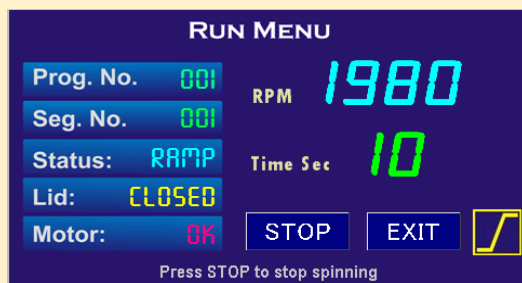 RUN MENU
Prog. No. 001
RPM 1980
Seg. No. 001
Status: RAMP
Time Sec 10
Lid: CLOSED
Motor: OK
STOP EXIT
Press STOP to stop spinning